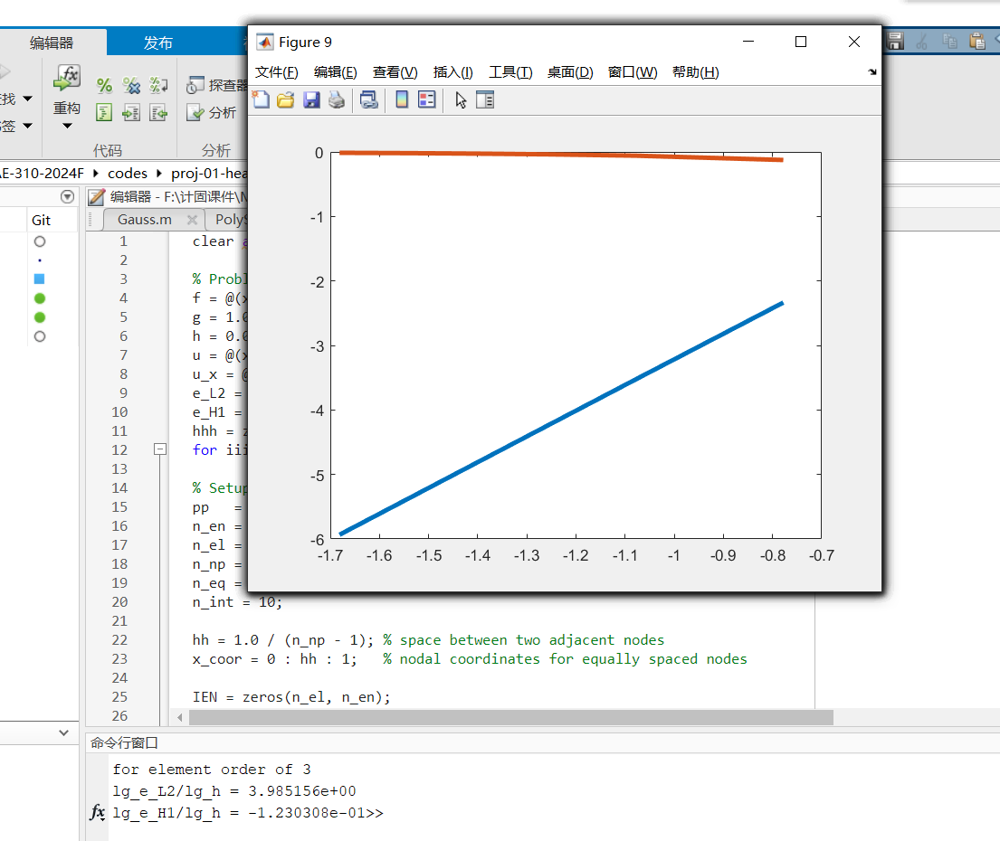 编辑器 发布
Figure 9
文件(F) 编辑(E) 查看(V) 插入(I) 工具(T) 桌面(D) 窗口(W) 帮助(H)
重构
探查器
分析
代码 分析
codes proj-01-hea
编辑器 - F:\计固课件\
Git
Gauss.m
0
-1
-2
-3
-4
-5
-6
-1.7 -1.6 -1.5 -1.4 -1.3 -1.2 -1.1 -1 -0.9 -0.8 -0.7
1 clear
2
3 % Probl
4 f = @(x
5 g = 1.0
6 h = 0.0
7 u = @(x
8 u_x = @
9 e_L2 =
10 e_H1 =
11 hhh = z
12 for iii
13
14 % Setup
15 pp =
16 n_en =
17 n_el =
18 n_np =
19 n_eq =
20 n_int = 10;
21
22 hh = 1.0 / (n_np - 1); % space between two adjacent nodes
23 x_coor = 0 : hh : 1; % nodal coordinates for equally spaced nodes
24
25 IEN = zeros(n_el, n_en);
26
命令行窗口
for element order of 3
lg_e_L2/lg_h = 3.985156e+00
fx lg_e_H1/lg_h = -1.230308e-01>>